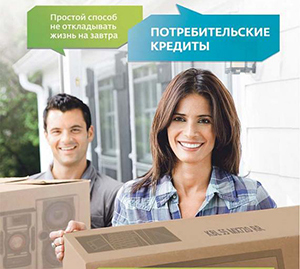 Простой способ
не откладывать
жизнь на завтра
ПОТРЕБИТЕЛЬСКИЕ
КРЕДИТЫ